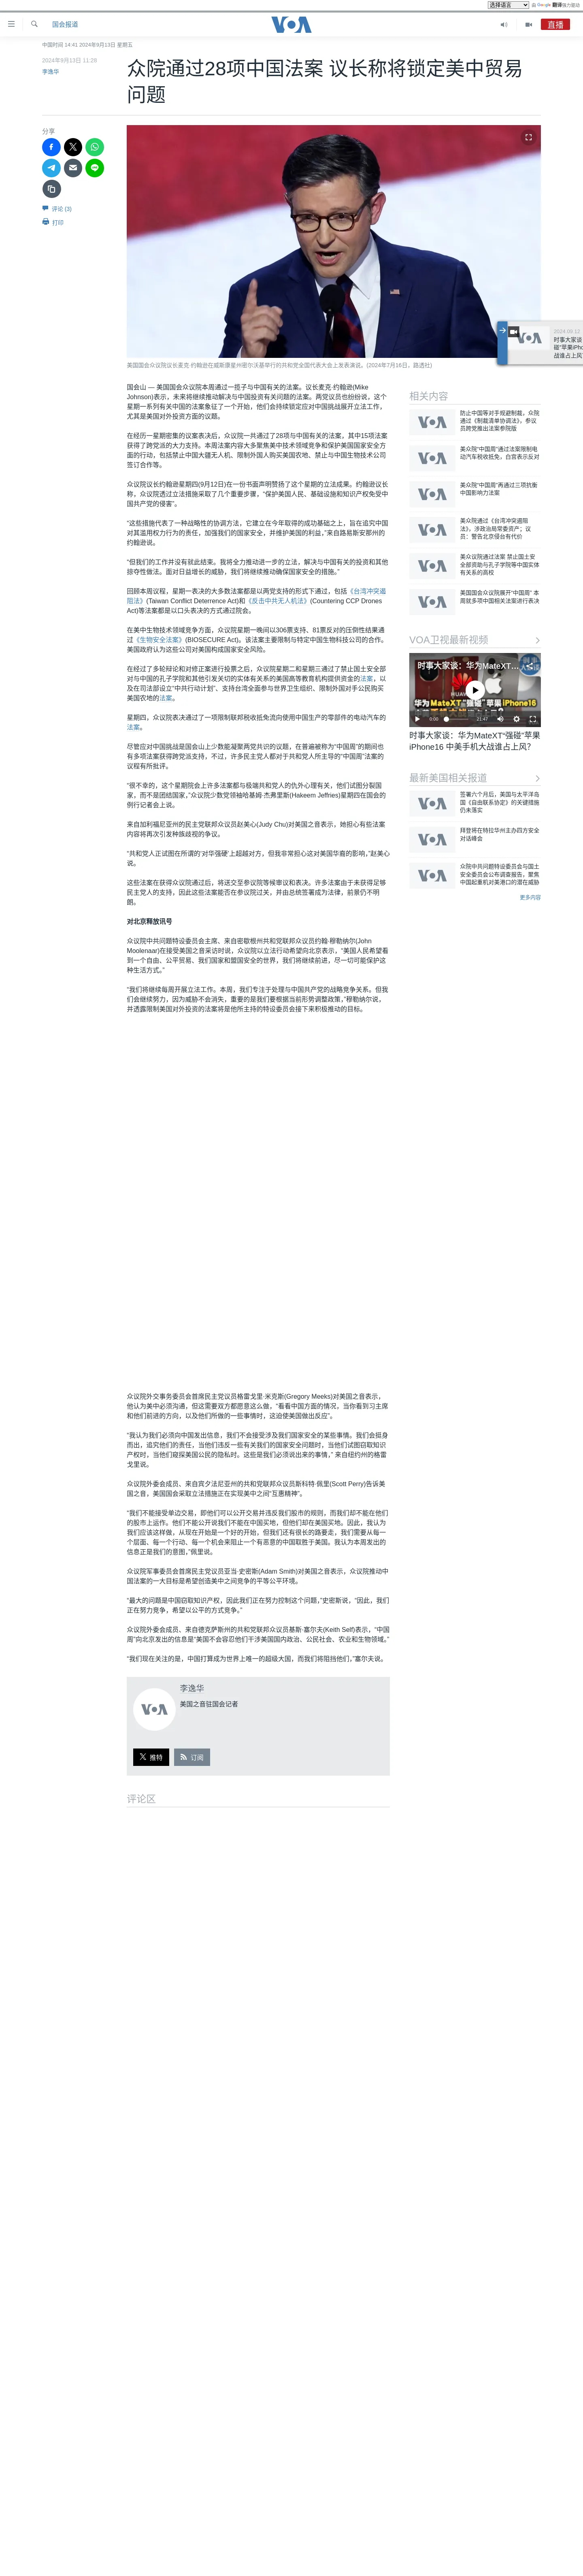 选择语言 由 Google 翻译强力驱动
国会报道
VOA
直播
中国时间 14:41 2024年9月13日 星期五
2024年9月13日 11:28
李逸华
众院通过28项中国法案 议长称将锁定美中贸易
问题
分享
评论 (3)
打印
美国国会众议院议长麦克·约翰逊在威斯康星州密尔沃基举行的共和党全国代表大会上发表演说。(2024年7月16日，路透社)
时事大家谈
碰“苹果iPho
战谁占上风
国会山 — 美国国会众议院本周通过一揽子与中国有关的法案。议长麦克·约翰逊(Mike
Johnson)表示，未来将继续推动解决与中国投资有关问题的法案。两党议员也纷纷说，这个
星期一系列有关中国的法案象征了一个开始，他们会持续锁定应对中国挑战展开立法工作，
尤其是美国对外投资方面的议题。
在经历一星期密集的议案表决后，众议院一共通过了28项与中国有关的法案，其中15项法案
获得了跨党派的大力支持。本周法案内容大多聚焦美中技术领域竞争和保护美国国家安全方
面的行动，包括禁止中国大疆无人机、限制外国人购买美国农地、禁止与中国生物技术公司
签订合作等。
众议院议长约翰逊星期四(9月12日)在一份书面声明赞扬了这个星期的立法成果。约翰逊议长
称，众议院透过立法措施采取了几个重要步骤，“保护美国人民、基础设施和知识产权免受中
国共产党的侵害”。
“这些措施代表了一种战略性的协调方法，它建立在今年取得的成功基础之上，旨在追究中国
对其滥用权力行为的责任，加强我们的国家安全，并维护美国的利益，”来自路易斯安那州的
约翰逊说。
“但我们的工作并没有就此结束。我将全力推动进一步的立法，解决与中国有关的投资和其他
掠夺性做法。面对日益增长的威胁，我们将继续推动确保国家安全的措施。”
回顾本周议程，星期一表决的大多数法案都是以两党支持的形式下通过，包括《台湾冲突遏
阻法》(Taiwan Conflict Deterrence Act)和《反击中共无人机法》(Countering CCP Drones
Act)等法案都是以口头表决的方式通过院会。
在美中生物技术领域竞争方面，众议院星期一晚间以306票支持、81票反对的压倒性结果通
过《生物安全法案》(BIOSECURE Act)。该法案主要限制与特定中国生物科技公司的合作。
美国政府认为这些公司对美国构成国家安全风险。
在经过了多轮辩论和对修正案进行投票之后，众议院星期二和星期三通过了禁止国土安全部
对与中国的孔子学院和其他引发关切的实体有关系的美国高等教育机构提供资金的法案，以
及在司法部设立“中共行动计划”、支持台湾全面参与世界卫生组织、限制外国对手公民购买
美国农地的法案。
星期四，众议院表决通过了一项限制联邦税收抵免流向使用中国生产的零部件的电动汽车的
法案。
尽管应对中国挑战是国会山上少数能凝聚两党共识的议题，在普遍被称为“中国周”的期间也
有多项法案都获得跨党派支持，不过，许多民主党人都对于共和党人所主导的“中国周”法案的
议程有所批评。
“很不幸的，这个星期院会上许多法案都与极端共和党人的仇外心理有关，他们试图分裂国
家，而不是团结国家，”众议院少数党领袖哈基姆·杰弗里斯(Hakeem Jeffries)星期四在国会的
例行记者会上说。
来自加利福尼亚州的民主党联邦众议员赵美心(Judy Chu)对美国之音表示，她担心有些法案
内容将再次引发种族歧视的争议。
“共和党人正试图在所谓的‘对华强硬’上超越对方，但我非常担心这对美国华裔的影响，”赵美心
说。
这些法案在获得众议院通过后，将送交至参议院等候审议和表决。许多法案由于未获得足够
民主党人的支持，因此这些法案能否在参议院过关，并由总统签署成为法律，前景仍不明
朗。
对北京释放讯号
众议院中共问题特设委员会主席、来自密歇根州共和党联邦众议员约翰·穆勒纳尔(John
Moolenaar)在接受美国之音采访时说，众议院以立法行动希望向北京表示，“美国人民希望看
到一个自由、公平贸易、我们国家和盟国安全的世界，我们将继续前进，尽一切可能保护这
种生活方式。”
“我们将继续每周开展立法工作。本周，我们专注于处理与中国共产党的战略竞争关系。但我
们会继续努力，因为威胁不会消失，重要的是我们要根据当前形势调整政策，”穆勒纳尔说，
并透露限制美国对外投资的法案将是他所主持的特设委员会接下来积极推动的目标。
众议院外交事务委员会首席民主党议员格雷戈里·米克斯(Gregory Meeks)对美国之音表示，
他认为美中必须沟通，但这需要双方都愿意这么做，“看看中国方面的情况，当你看到习主席
和他们前进的方向，以及他们所做的一些事情时，这迫使美国做出反应”。
“我认为我们必须向中国发出信息，我们不会接受涉及我们国家安全的某些事情。我们会挺身
而出，追究他们的责任，当他们违反一些有关我们的国家安全问题时，当他们试图窃取知识
产权时，当他们窥探美国公民的隐私时。这些是我们必须说出来的事情，” 来自纽约州的格雷
戈里说。
众议院外委会成员、来自宾夕法尼亚州的共和党联邦众议员斯科特·佩里(Scott Perry)告诉美
国之音，美国国会采取立法措施正在实现美中之间“互惠精神”。
“我们不能接受单边交易，即他们可以公开交易并违反我们股市的规则，而我们却不能在他们
的股市上运作。他们不能公开说我们不能在中国买地，但他们却在美国买地。因此，我认为
我们应该这样做，从现在开始是一个好的开始，但我们还有很长的路要走，我们需要从每一
个层面、每一个行动、每一个机会来阻止一个有恶意的中国取胜于美国。我认为本周发出的
信息正是我们的意图，”佩里说。
众议院军事委员会首席民主党议员亚当·史密斯(Adam Smith)对美国之音表示，众议院推动中
国法案的一大目标是希望创造美中之间竞争的平等公平环境。
“最大的问题是中国窃取知识产权，因此我们正在努力控制这个问题，”史密斯说，“因此，我们
正在努力竞争，希望以公平的方式竞争。”
众议院外委会成员、来自德克萨斯州的共和党联邦众议员基斯·塞尔夫(Keith Self)表示，“中国
周”向北京发出的信息是“美国不会容忍他们干涉美国国内政治、公民社会、农业和生物领域。”
“我们现在关注的是，中国打算成为世界上唯一的超级大国，而我们将阻挡他们，”塞尔夫说。
VOA
李逸华
美国之音驻国会记者
推特
订阅
评论区
相关内容
防止中国等对手规避制裁，众院
通过《制裁清单协调法》，参议
员跨党推出法案参院版
美众院“中国周”通过法案限制电
动汽车税收抵免，白宫表示反对
美众院“中国周”再通过三项抗衡
中国影响力法案
美众院通过《台湾冲突遏阻
法》，涉政治局常委资产；议
员：警告北京侵台有代价
美众议院通过法案 禁止国土安
全部资助与孔子学院等中国实体
有关系的高校
美国国会众议院展开“中国周” 本
周就多项中国相关法案进行表决
VOA卫视最新视频
时事大家谈：华为MateXT…
HUAWEI
华为MateXT“强碰”苹果iPhone16
0:00
21:47
时事大家谈：华为MateXT“强碰”苹果
iPhone16 中美手机大战谁占上风？
最新美国相关报道
签署六个月后，美国与太平洋岛
国《自由联系协定》的关键措施
仍未落实
拜登将在特拉华州主办四方安全
对话峰会
众院中共问题特设委员会与国土
安全委员会公布调查报告，聚焦
中国起重机对美港口的潜在威胁
更多内容